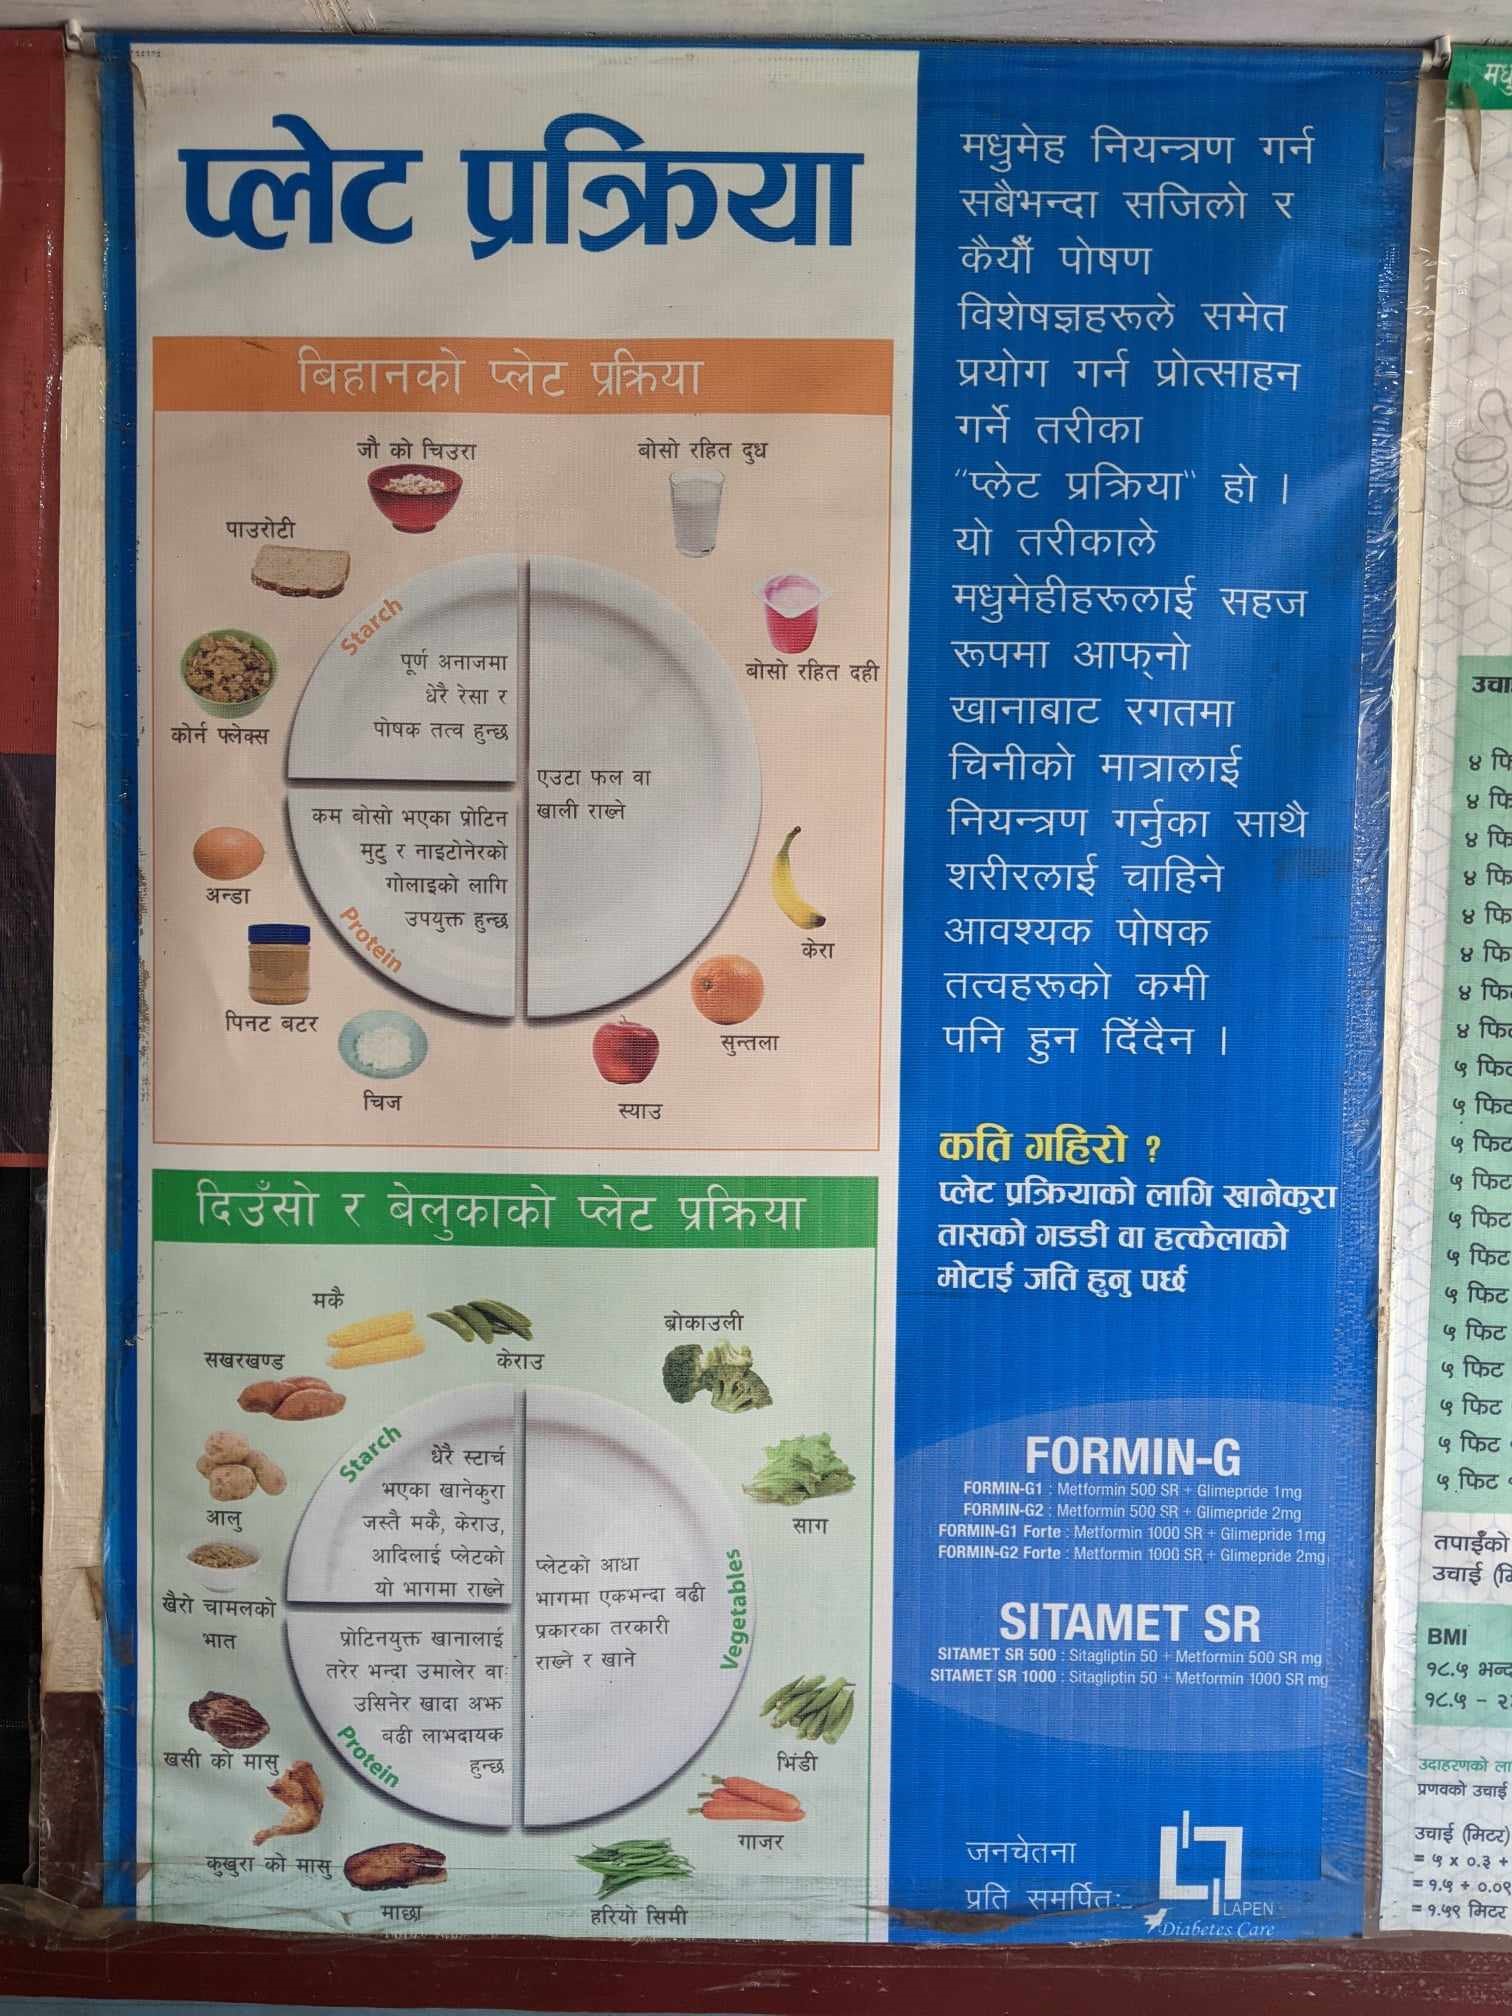 प्लेट प्रक्रिया
बिहानको प्लेट प्रक्रिया
जौ को चिउरा
बोसो रहित दुध
पाउरोटी
बोसो रहित दही
कोर्न फ्लेक्स
Starch
पूर्ण अनाजमा
धेरै रेसा र
पोषक तत्व हुन्छ
एउटा फल वा
खाली राख्ने
कम बोसो भएका प्रोटिन
मुटु र नाइटोनेरको
गोलाइको लागि
उपयुक्त हुन्छ
Protein
अन्डा
पिनट बटर
चिज
केरा
सुन्तला
स्याउ
दिउँसो र बेलुकाको प्लेट प्रक्रिया
मकै
केराउ
ब्रोकाउली
सखरखण्ड
आलु
साग
खैरो चामलको
भात
Starch
धेरै स्टार्च
भएका खानेकुरा
जस्तै मकै, केराउ,
आदिलाई प्लेटको
यो भागमा राख्ने
प्लेटको आधा
भागमा एकभन्दा बढी
प्रकारका तरकारी
राख्ने र खाने
Vegetables
प्रोटिनयुक्त खानालाई
तरेर भन्दा उमालेर वाः
उसिनेर खादा अझ
बढी लाभदायक
हुन्छ
Protein
खसी को मासु
कुखुरा को मासु
माछा
भिंडी
गाजर
हरियो सिमी
मधुमेह नियन्त्रण गर्न
सबैभन्दा सजिलो र
कैयौँ पोषण
विशेषज्ञहरूले समेत
प्रयोग गर्न प्रोत्साहन
गर्ने तरीका
"प्लेट प्रक्रिया" हो ।
यो तरीकाले
मधुमेहीहरूलाई सहज
रूपमा आफ्नो
खानाबाट रगतमा
चिनीको मात्रालाई
नियन्त्रण गर्नुका साथै
शरीरलाई चाहिने
आवश्यक पोषक
तत्वहरूको कमी
पनि हुन दिँदैन ।
कति गहिरो ?
प्लेट प्रक्रियाको लागि खानेकुरा
तासको गडडी वा हत्केलाको
मोटाई जति हुनु पर्छ
FORMIN-G
FORMIN-G1 : Metformin 500 SR + Glimepride 1mg
FORMIN-G2 : Metformin 500 SR + Glimepride 2mg
FORMIN-G1 Forte : Metformin 1000 SR + Glimepride 1mg
FORMIN-G2 Forte : Metformin 1000 SR + Glimepride 2mg
SITAMET SR
SITAMET SR 500 : Sitagliptin 50 + Metformin 500 SR mg
SITAMET SR 1000 : Sitagliptin 50 + Metformin 1000 SR mg
जनचेतना
प्रति समर्पितः
LAPEN
Diabetes Care
४
४
४
४
४
४
४
४
५ फिट
५ फिट
५ फिट
५ फिट
५ फिट
५ फिट
५ फिट
५ फिट
५ फिट
५ फिट
५ फिट
५ फिट
तपाईँको
उचाई
BMI
१८.५
१८.५ -
उदाहरणको
प्रणवको उचाई
उचाई (मिटर)
= ५ x ०.३ +
= १.५ + ०.०९
= १.५९ मिटर